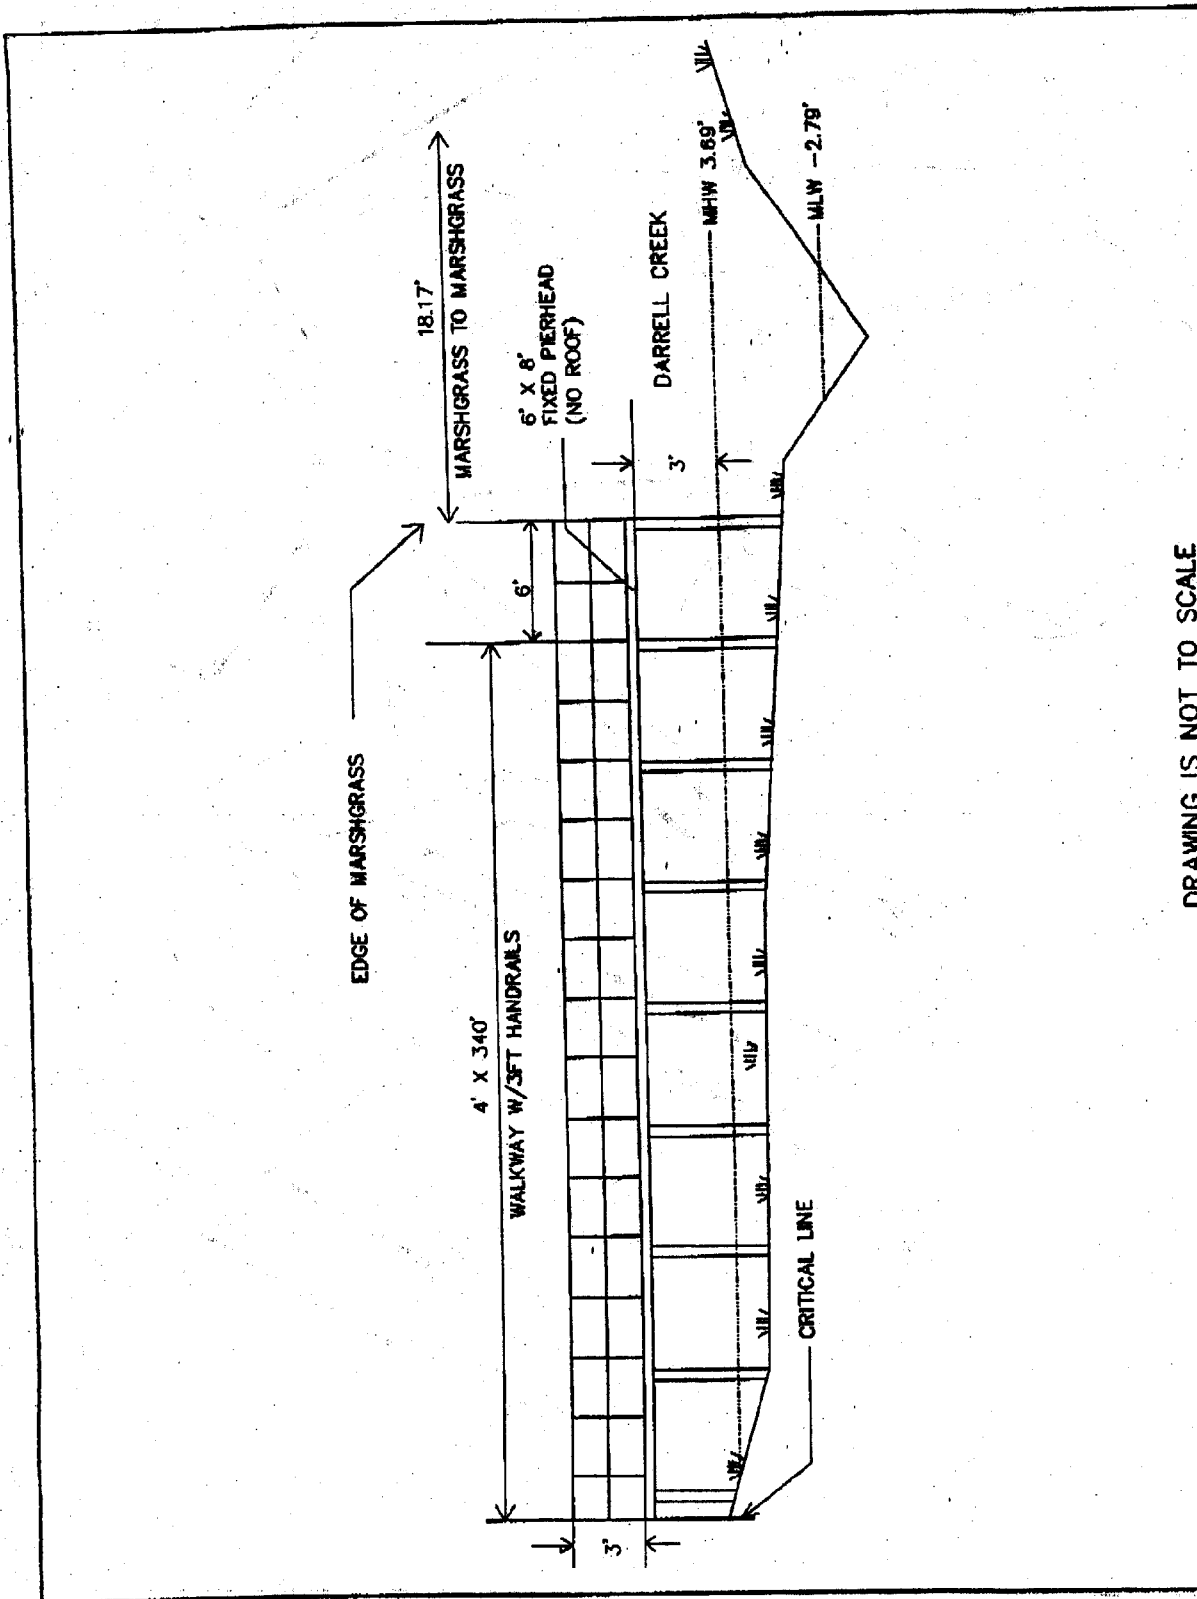 18.17'
MARSHGRASS TO MARSHGRASS
EDGE OF MARSHGRASS
6' X 8'
FIXED PIERHEAD
(NO ROOF)
DARRELL CREEK
MHW 3.69'
MLW -2.79'
6'
3'
4' X 340'
WALKWAY W/3FT HANDRAILS
CRITICAL LINE
3'
DRAWING IS NOT TO SCALE